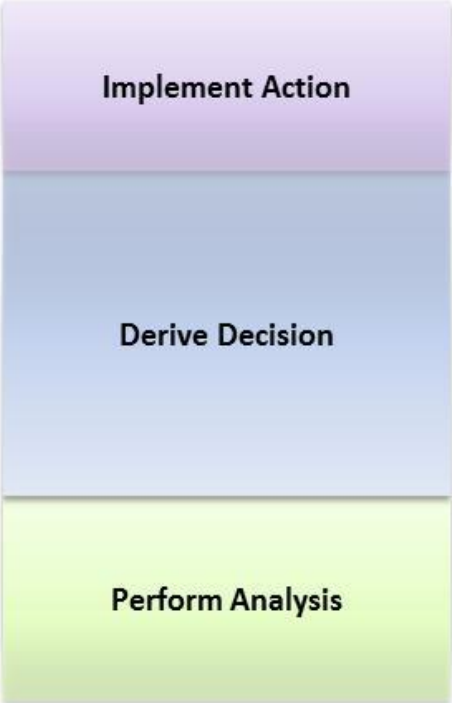 Implement Action
Derive Decision
Perform Analysis